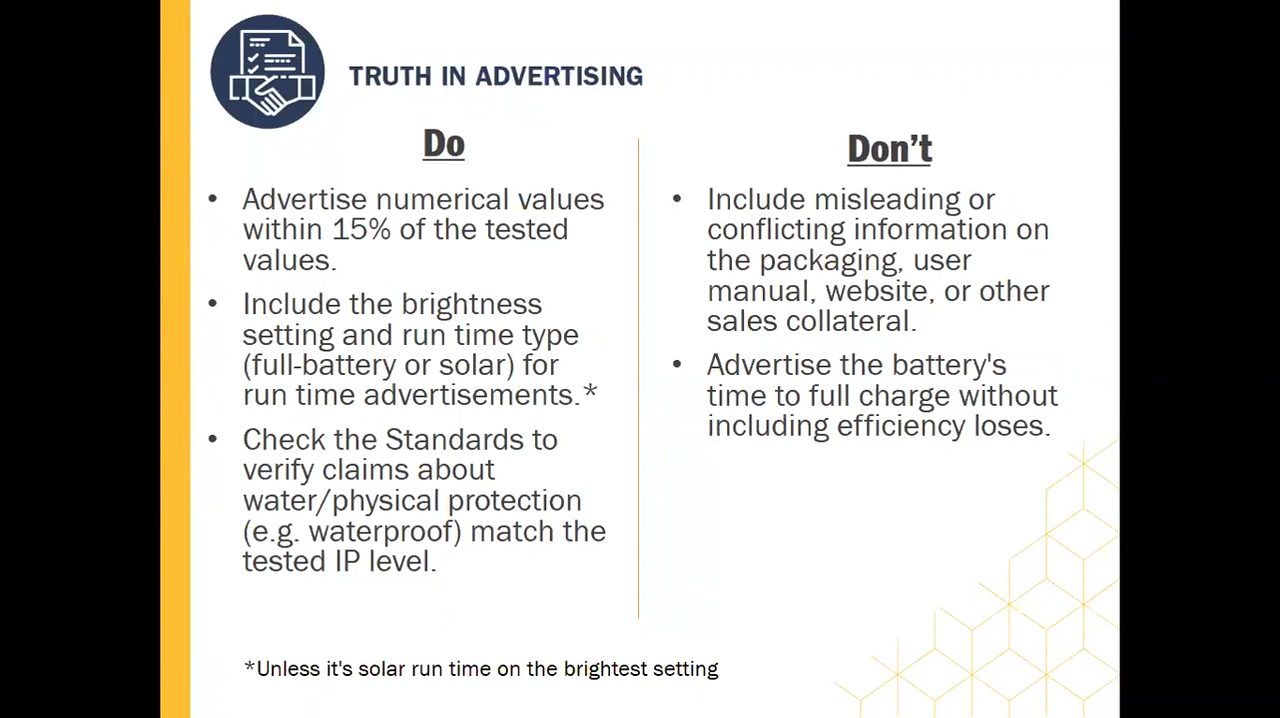 TRUTH IN ADVERTISING
Do
• Advertise numerical values
within 15% of the tested
values.
• Include the brightness
setting and run time type
(full-battery or solar) for
run time advertisements.*
• Check the Standards to
verify claims about
water/physical protection
(e.g. waterproof) match the
tested IP level.
Don't
• Include misleading or
conflicting information on
the packaging, user
manual, website, or other
sales collateral.
• Advertise the battery's
time to full charge without
including efficiency loses.
*Unless it's solar run time on the brightest setting